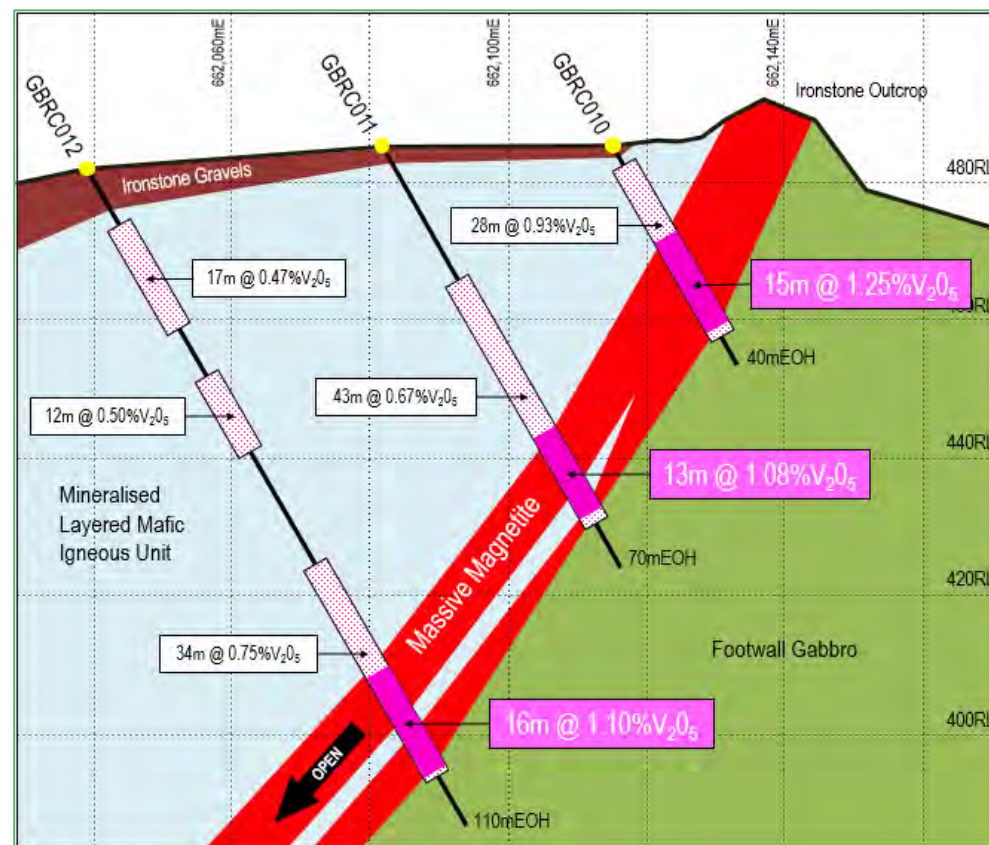 662,060mE
662,100mE
662,140mE
GBRC012
GBRC011
GBRC010
Ironstone Outcrop
Ironstone Gravels
480RL
28m @ 0.93%V₂0₅
17m @ 0.47%V₂0₅
15m @ 1.25%V₂0₅
40mEOH
43m @ 0.67%V₂0₅
12m @ 0.50%V₂0₅
440RL
13m @ 1.08%V₂0₅
Mineralised
Layered Mafic
Igneous Unit
70mEOH
Massive Magnetite
420RL
34m @ 0.75%V₂0₅
Footwall Gabbro
16m @ 1.10%V₂0₅
400RL
OPEN
110mEOH